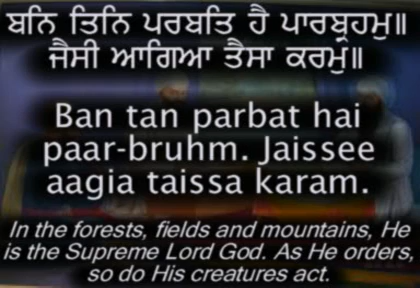 ਬਨਿ ਤਿਨਿ ਪਰਬਤਿ ਹੈ ਪਾਰਬ੍ਰਹਮੁ॥
ਜੈਸੀ ਆਗਿਆ ਤੈਸਾ ਕਰਮੁ॥
Ban tan parbat hai
paar-bruhm. Jaissee
aagia taissa karam.
In the forests, fields and mountains, He
is the Supreme Lord God. As He orders,
so do His creatures act.